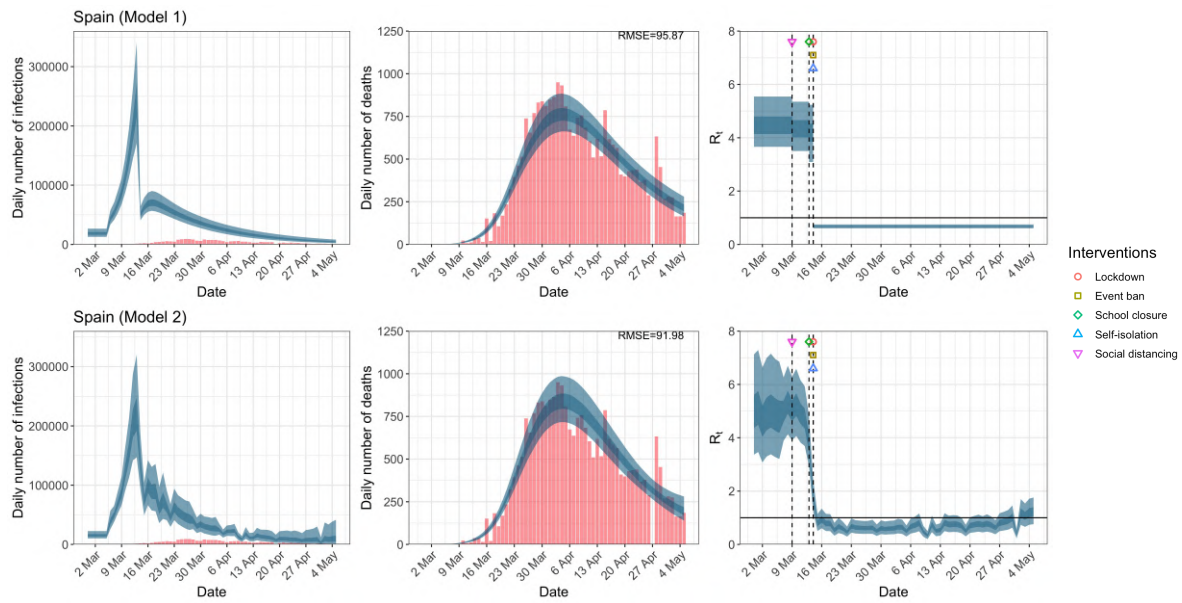 Spain (Model 1)
Daily number of infections
300000
200000
100000
0
2 Mar
9 Mar
16 Mar
23 Mar
30 Mar
6 Apr
13 Apr
20 Apr
27 Apr
4 May
Date
Daily number of deaths
1250
1000
750
500
250
0
RMSE=95.87
2 Mar
9 Mar
16 Mar
23 Mar
30 Mar
6 Apr
13 Apr
20 Apr
27 Apr
4 May
Date
Rt
8
6
4
2
0
2 Mar
9 Mar
16 Mar
23 Mar
30 Mar
6 Apr
13 Apr
20 Apr
27 Apr
4 May
Date
Spain (Model 2)
Daily number of infections
300000
200000
100000
0
2 Mar
9 Mar
16 Mar
23 Mar
30 Mar
6 Apr
13 Apr
20 Apr
27 Apr
4 May
Date
Daily number of deaths
1250
1000
750
500
250
0
RMSE=91.98
2 Mar
9 Mar
16 Mar
23 Mar
30 Mar
6 Apr
13 Apr
20 Apr
27 Apr
4 May
Date
Rt
8
6
4
2
0
2 Mar
9 Mar
16 Mar
23 Mar
30 Mar
6 Apr
13 Apr
20 Apr
27 Apr
4 May
Date
Interventions
Lockdown
Event ban
School closure
Self-isolation
Social distancing